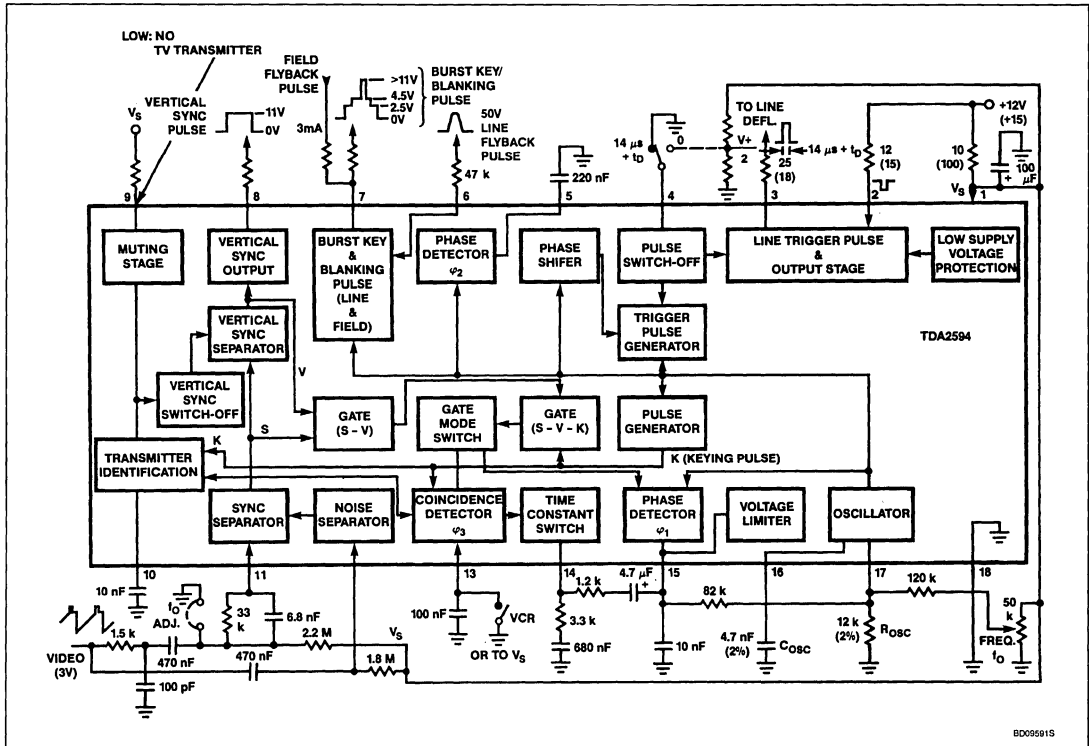 LOW: NO
TV TRANSMITTER
VERTICAL
SYNC
PULSE
VS
11V
0V
FIELD
FLYBACK
PULSE
3mA
>11V
4.5V
2.5V
0V
BURST KEY/
BLANKING
PULSE
50V
LINE
FLYBACK
PULSE
47 k
220 nF
14 μs
+ tD
0
V+
2
TO LINE
DEFL.
14 μs + tD
25
(18)
12
(15)
+12V
(+15)
10
(100)
100
μF
+
VS
9
8
7
6
5
4
3
2
1
MUTING
STAGE
VERTICAL
SYNC
OUTPUT
BURST KEY
&
BLANKING
PULSE
(LINE
&
FIELD)
PHASE
DETECTOR
φ2
PHASE
SHIFER
PULSE
SWITCH-OFF
LINE TRIGGER PULSE
&
OUTPUT STAGE
LOW SUPPLY
VOLTAGE
PROTECTION
VERTICAL
SYNC
SEPARATOR
TRIGGER
PULSE
GENERATOR
TDA2594
VERTICAL
SYNC
SWITCH-OFF
V
S
GATE
(S – V)
GATE
MODE
SWITCH
GATE
(S – V – K)
PULSE
GENERATOR
K
K (KEYING PULSE)
TRANSMITTER
IDENTIFICATION
SYNC
SEPARATOR
NOISE
SEPARATOR
COINCIDENCE
DETECTOR
φ3
TIME
CONSTANT
SWITCH
PHASE
DETECTOR
φ1
VOLTAGE
LIMITER
OSCILLATOR
10
11
13
14
15
16
17
18
10 nF
fO
ADJ.
33
k
6.8 nF
1.5 k
VIDEO
(3V)
470 nF
470 nF
100 pF
2.2 M
1.8 M
VS
100 nF
VCR
OR TO VS
1.2 k
4.7 μF
+
3.3 k
680 nF
82 k
10 nF
4.7 nF
(2%)
COSC
120 k
12 k
(2%)
ROSC
50
k
FREQ.
fO
BD09591S